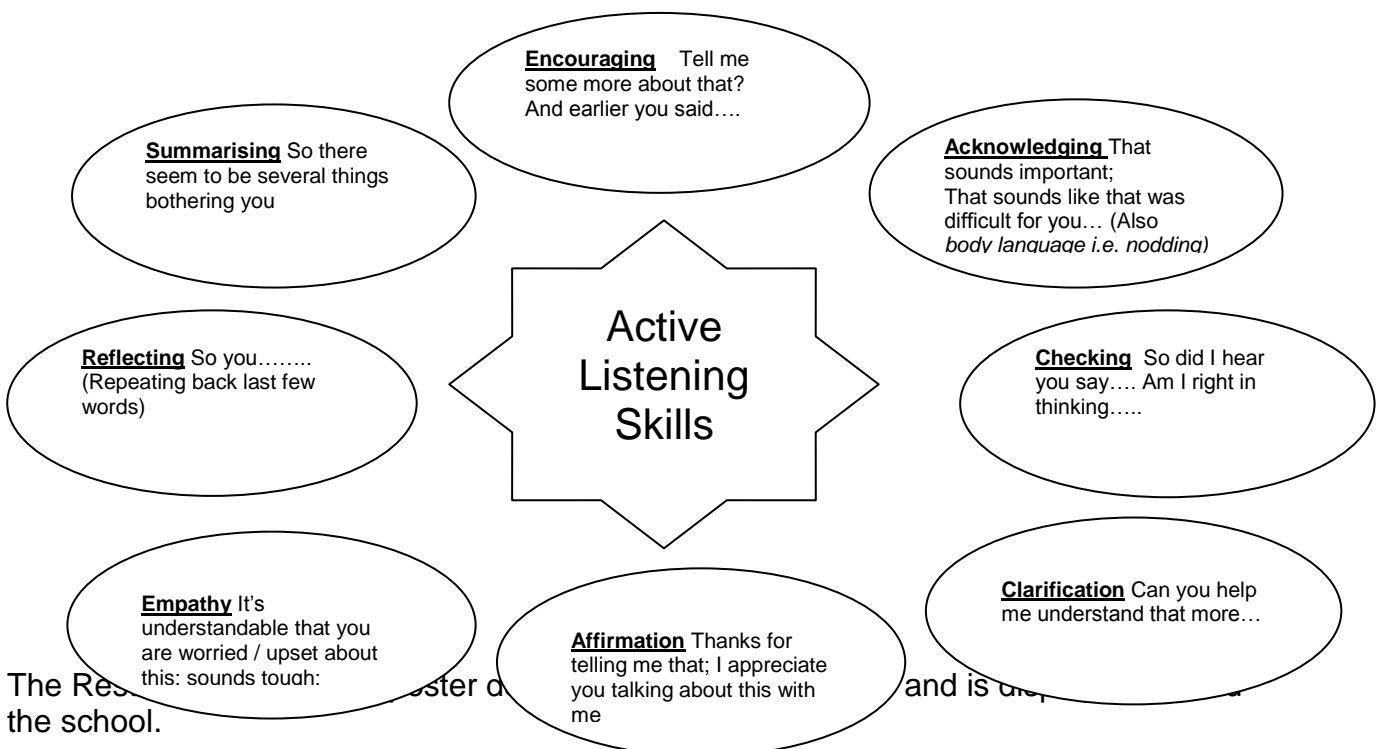 Encouraging Tell me
some more about that?
And earlier you said….
Summarising So there
seem to be several things
bothering you
Acknowledging That
sounds important;
That sounds like that was
difficult for you… (Also
body language i.e. nodding)
Active
Listening
Skills
Reflecting So you……..
(Repeating back last few
words)
Checking So did I hear
you say…. Am I right in
thinking…..
Empathy It's
understandable that you
are worried / upset about
this; sounds tough;
Affirmation Thanks for
telling me that; I appreciate
you talking about this with
me
Clarification Can you help
me understand that more…
The and is
the school.